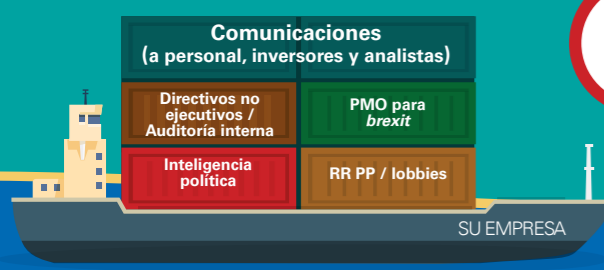 Comunicaciones
(a personal, inversores y analistas)
Directivos no
ejecutivos /
Auditoría interna
PMO para
brexit
Inteligencia
política
RR PP / lobbies
SU EMPRESA